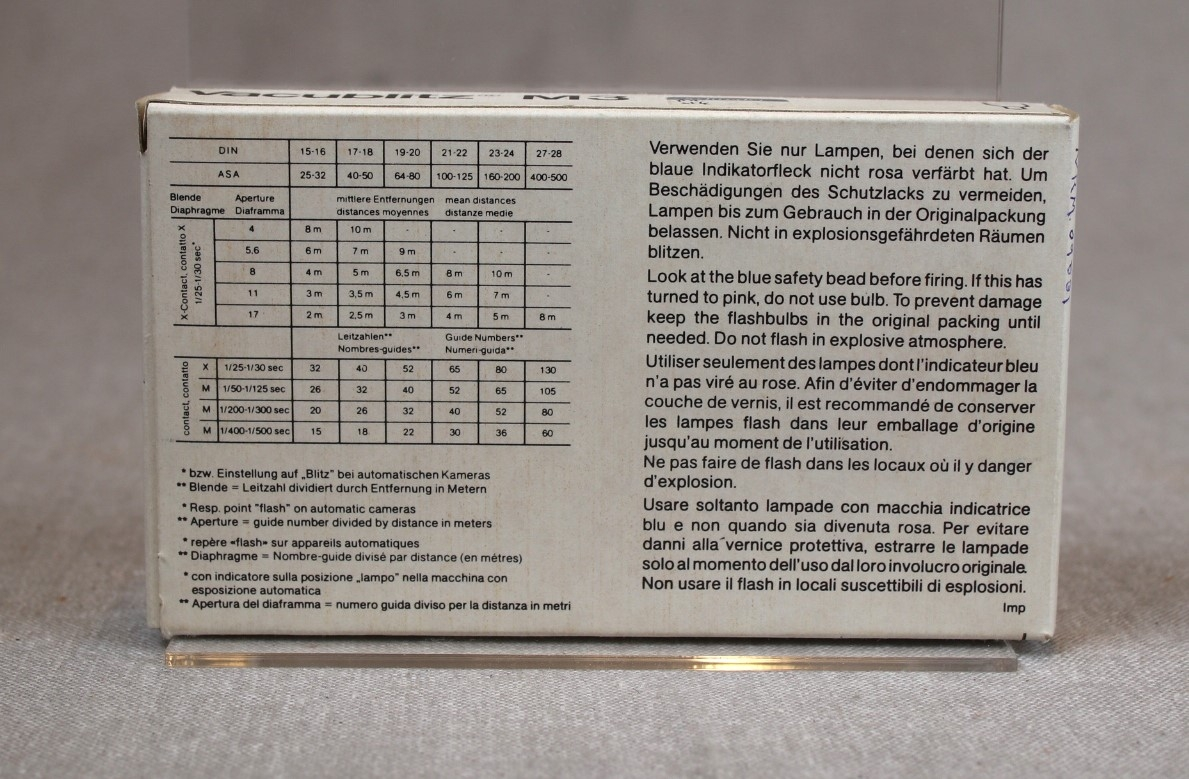 Vacublitz M3
DIN 15-16 17-18 19-20 21-22 23-24 27-28
ASA 25-32 40-50 64-80 100-125 160-200 400-500
Blende Aperture mittlere Entfernungen mean distances
Diaphragme Diaframma distances moyennes distanze medie
X-Contact, contatto X
1/25-1/30 sec*
4 8 m 10 m - - - -
5.6 6 m 7 m 9 m - - -
8 4 m 5 m 6,5 m 8 m 10 m -
11 3 m 3,5 m 4,5 m 6 m 7 m -
17 2 m 2,5 m 3 m 4 m 5 m 8 m
Leitzahlen** Guide Numbers**
Nombres-guides** Numeri-guida**
contact, contatto
X 1/25-1/30 sec 32 40 52 65 80 130
M 1/50-1/125 sec 26 32 40 52 65 105
M 1/200-1/300 sec 20 26 32 40 52 80
M 1/400-1/500 sec 15 18 22 30 36 60
* bzw. Einstellung auf „Blitz" bei automatischen Kameras
** Blende = Leitzahl dividiert durch Entfernung in Metern
* Resp. point "flash" on automatic cameras
** Aperture = guide number divided by distance in meters
* repère «flash» sur appareils automatiques
** Diaphragme = Nombre-guide divisé par distance (en métres)
* con indicatore sulla posizione „lampo" nella macchina con
esposizione automatica
** Apertura del diaframma = numero guida diviso per la distanza in metri
Verwenden Sie nur Lampen, bei denen sich der
blaue Indikatorfleck nicht rosa verfärbt hat. Um
Beschädigungen des Schutzlacks zu vermeiden,
Lampen bis zum Gebrauch in der Originalpackung
belassen. Nicht in explosionsgefährdeten Räumen
blitzen.
Look at the blue safety bead before firing. If this has
turned to pink, do not use bulb. To prevent damage
keep the flashbulbs in the original packing until
needed. Do not flash in explosive atmosphere.
Utiliser seulement des lampes dont l'indicateur bleu
n'a pas viré au rose. Afin d'éviter d'endommager la
couche de vernis, il est recommandé de conserver
les lampes flash dans leur emballage d'origine
jusqu'au moment de l'utilisation.
Ne pas faire de flash dans les locaux où il y danger
d'explosion.
Usare soltanto lampade con macchia indicatrice
blu e non quando sia divenuta rosa. Per evitare
danni alla vernice protettiva, estrarre le lampade
solo al momento dell'uso dal loro involucro originale.
Non usare il flash in locali suscettibili di esplosioni.
Imp